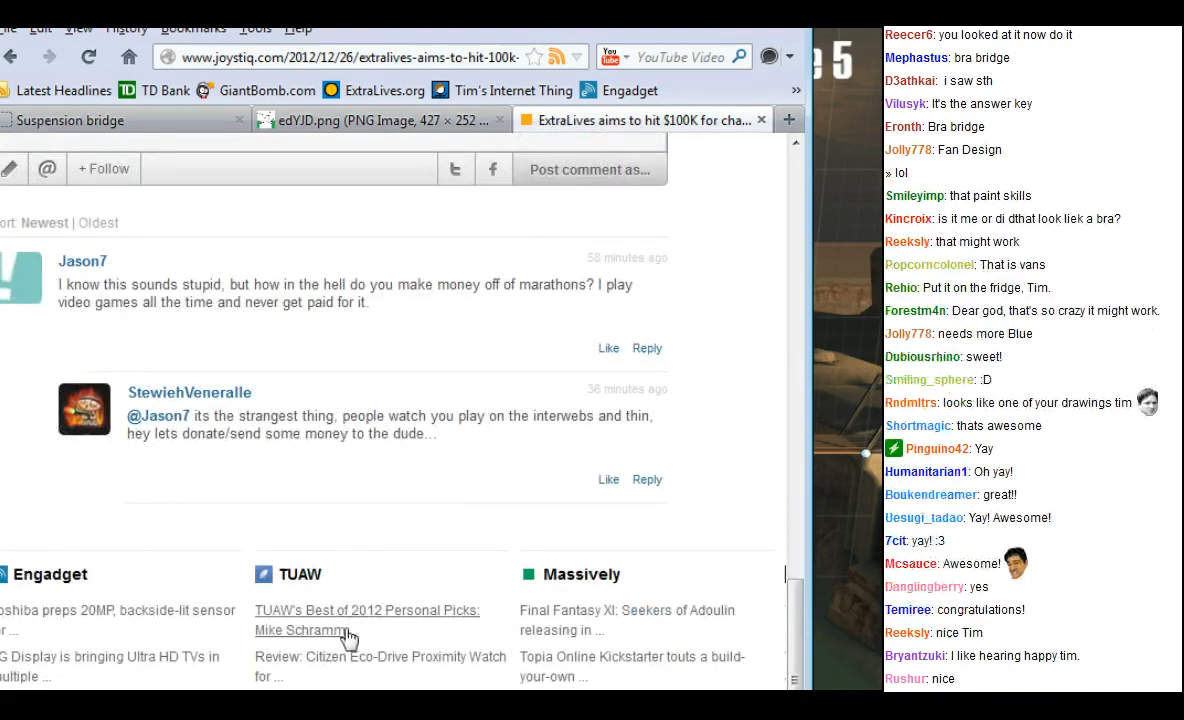 File Edit View History Bookmarks Tools Help
www.joystiq.com/2012/12/26/extralives-aims-to-hit-100k-
You Tube YouTube Video
Latest Headlines TD TD Bank GiantBomb.com ExtraLives.org Tim's Internet Thing Engadget »
Suspension bridge × edYJD.png (PNG Image, 427 × 252 ... × ExtraLives aims to hit $100K for cha... × +
e 5
@ + Follow t f Post comment as...
ort: Newest | Oldest
Jason7 58 minutes ago
I know this sounds stupid, but how in the hell do you make money off of marathons? I play
video games all the time and never get paid for it.
Like Reply
StewiehVeneralle 36 minutes ago
@Jason7 its the strangest thing, people watch you play on the interwebs and thin,
hey lets donate/send some money to the dude...
Like Reply
Engadget TUAW Massively
oshiba preps 20MP, backside-lit sensor TUAW's Best of 2012 Personal Picks: Final Fantasy XI: Seekers of Adoulin
or ... Mike Schramm releasing in ...
G Display is bringing Ultra HD TVs in Review: Citizen Eco-Drive Proximity Watch Topia Online Kickstarter touts a build-
multiple ... for ... your-own ...
Reecer6: you looked at it now do it
Mephastus: bra bridge
D3athkai: i saw sth
Vilusyk: It's the answer key
Eronth: Bra bridge
Jolly778: Fan Design
» lol
Smileyimp: that paint skills
Kincroix: is it me or di dthat look liek a bra?
Reeksly: that might work
Popcorncolonel: That is vans
Rehio: Put it on the fridge, Tim.
Forestm4n: Dear god, that's so crazy it might work.
Jolly778: needs more Blue
Dubiousrhino: sweet!
Smiling_sphere: :D
Rndmltrs: looks like one of your drawings tim
Shortmagic: thats awesome
Pinguino42: Yay
Humanitarian1: Oh yay!
Boukendreamer: great!!
Uesugi_tadao: Yay! Awesome!
7cit: yay! :3
Mcsauce: Awesome!
Danglingberry: yes
Temiree: congratulations!
Reeksly: nice Tim
Bryantzuki: I like hearing happy tim.
Rushur: nice